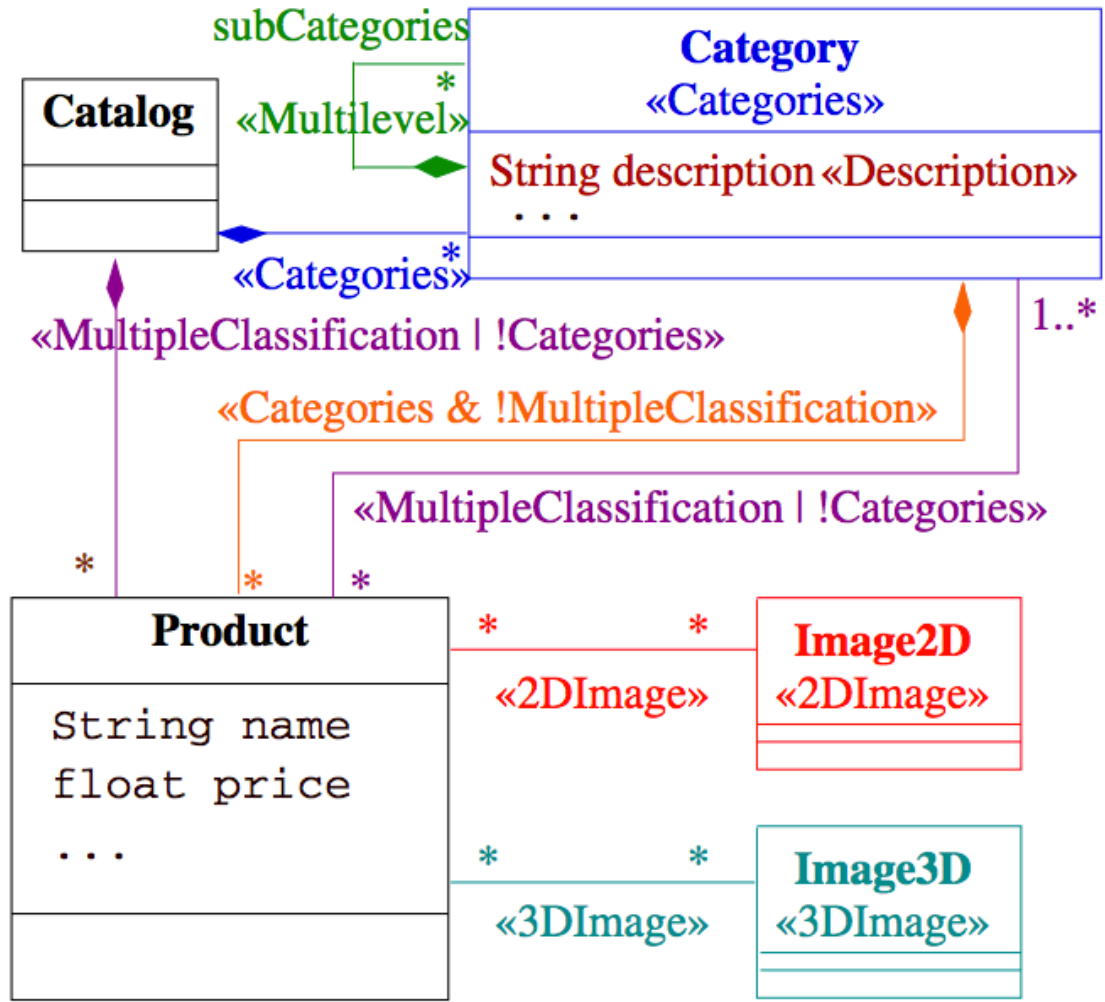 subCategories
*
«Multilevel»
Category
«Categories»
String description «Description»
...
Catalog
*
«Categories»
1..*
«MultipleClassification | !Categories»
«Categories & !MultipleClassification»
«MultipleClassification | !Categories»
*
*
*
Product
String name
float price
...
* *
«2DImage»
Image2D
«2DImage»
* *
«3DImage»
Image3D
«3DImage»